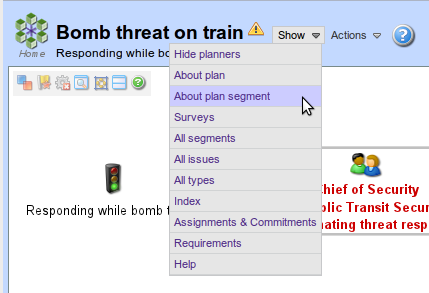 Bomb threat on train
Show
Actions
Home
Responding while bo
Hide planners
About plan
About plan segment
Surveys
All segments
All issues
All types
Index
Assignments & Commitments
Requirements
Help
Responding while bomb
hief of Security
blic Transit Secur
nating threat resp